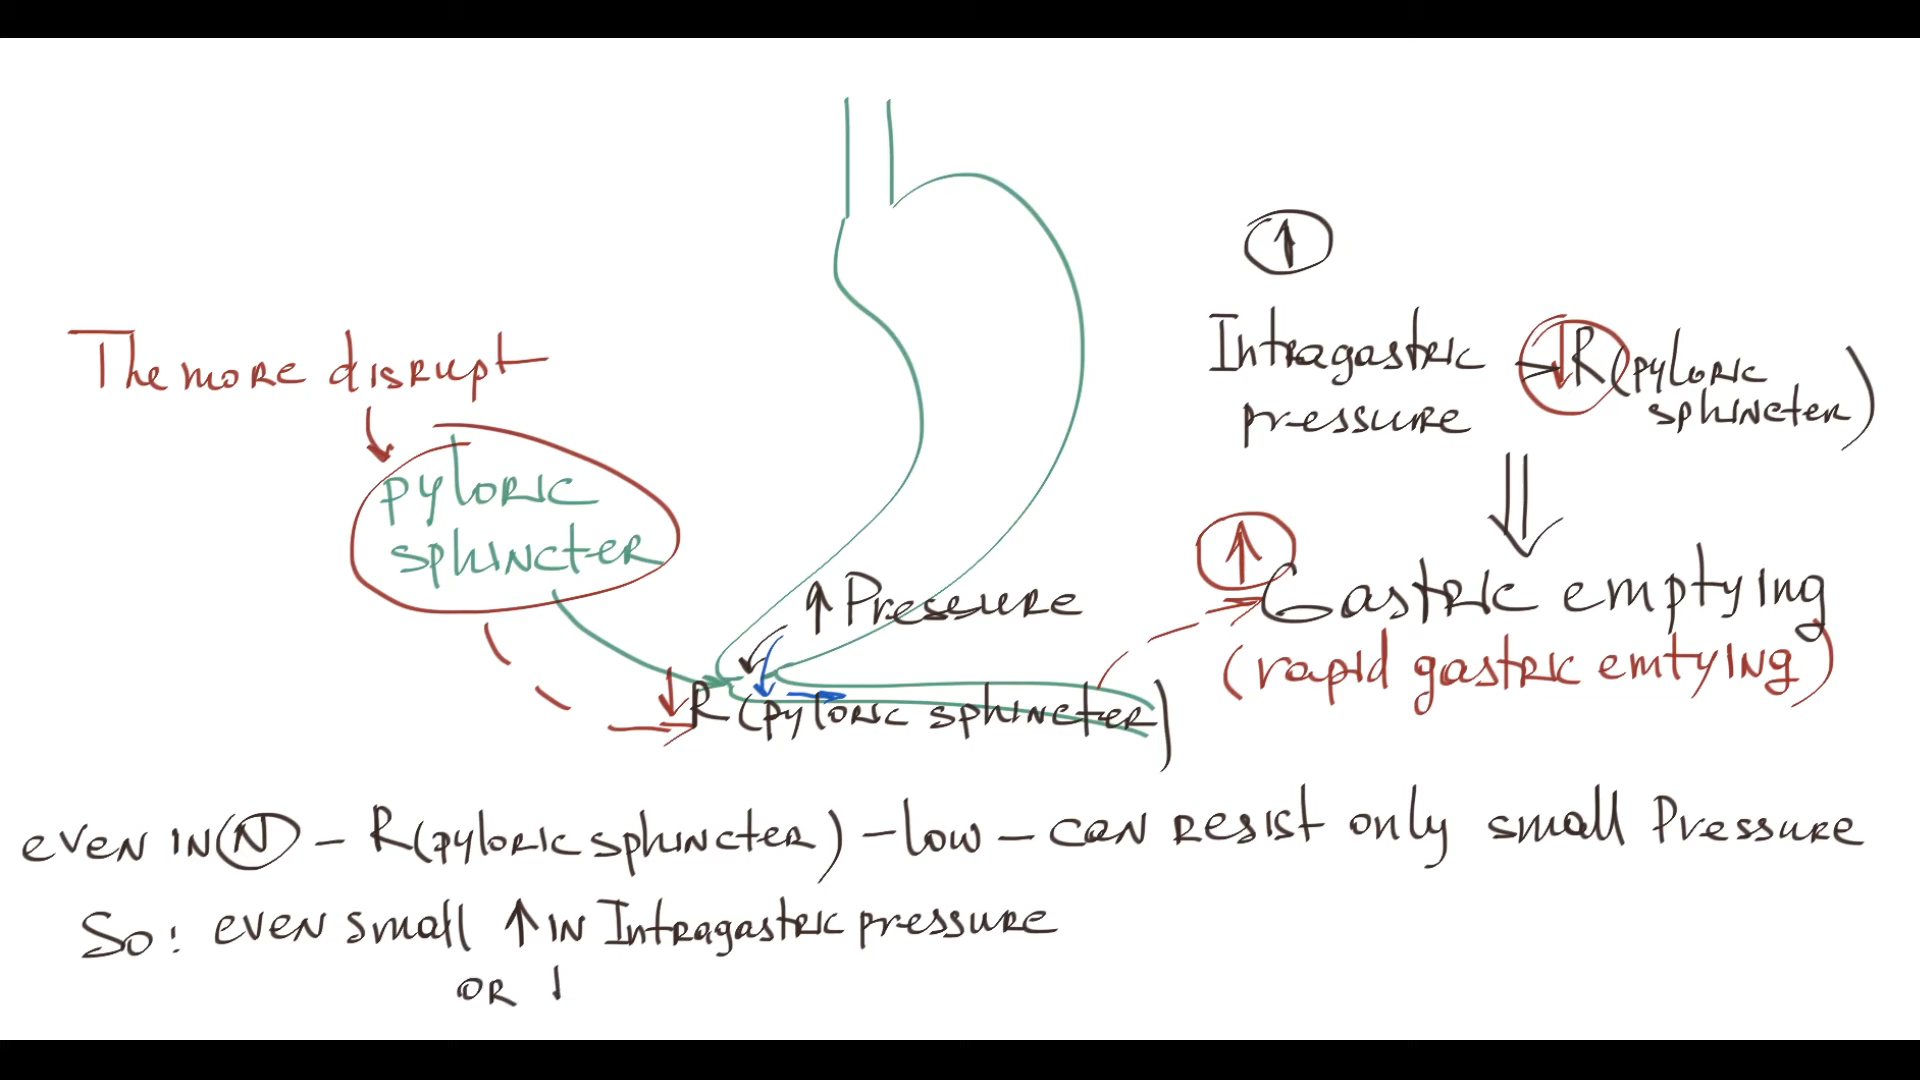 ↑
Intragastric → ↓R(pyloric
pressure sphincter)
The more disrupt
pyloric
sphincter
↑ Pressure
↑ Gastric emptying
(rapid gastric emtying)
↓R(pyloric sphincter)
even in (N) – R(pyloric sphincter) – low – can resist only small Pressure
So: even small ↑ in Intragastric pressure
or ↓